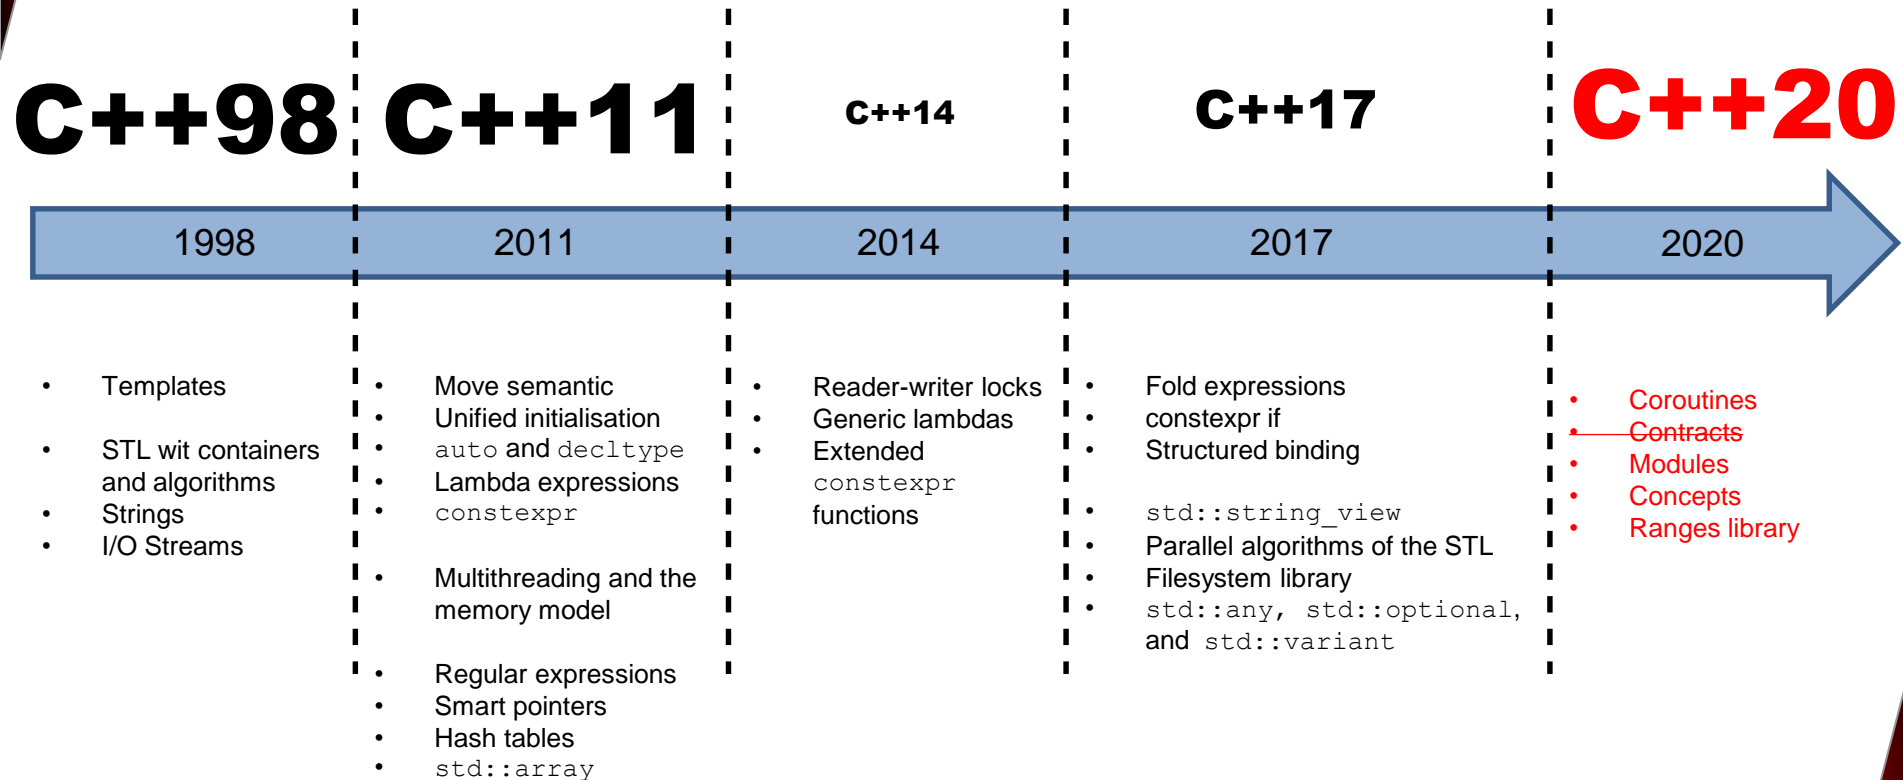 C++98
C++11
C++14
C++17
C++20
1998
2011
2014
2017
2020
• Templates
• STL wit containers
and algorithms
• Strings
• I/O Streams
• Move semantic
• Unified initialisation
• auto and decltype
• Lambda expressions
• constexpr
• Multithreading and the
memory model
• Regular expressions
• Smart pointers
• Hash tables
• std::array
• Reader-writer locks
• Generic lambdas
• Extended
constexpr
functions
• Fold expressions
• constexpr if
• Structured binding
• std::string_view
• Parallel algorithms of the STL
• Filesystem library
• std::any, std::optional,
and std::variant
• Coroutines
• Contracts
• Modules
• Concepts
• Ranges library